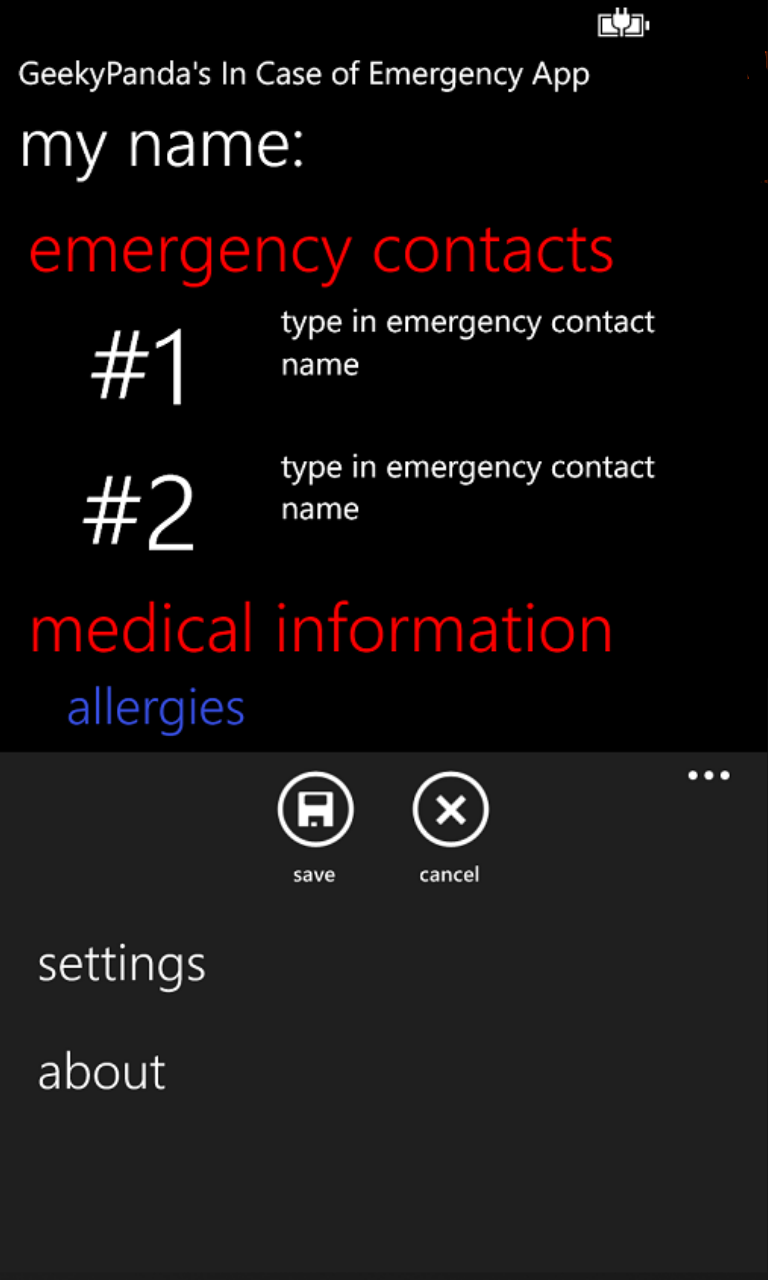 GeekyPanda's In Case of Emergency App
my name:
emergency contacts
#1
type in emergency contact
name
#2
type in emergency contact
name
medical information
allergies
save
cancel
settings
about